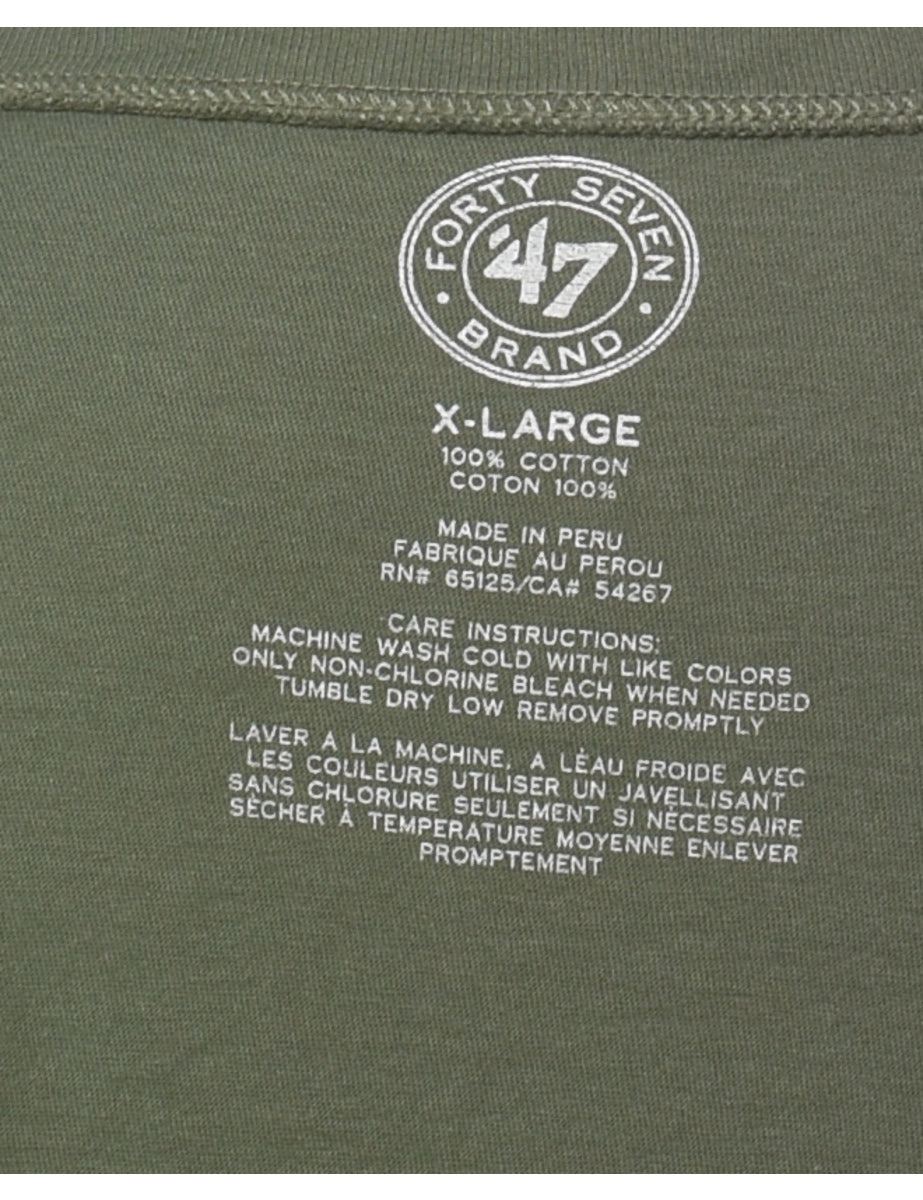 FORTY SEVEN
'47
BRAND
X-LARGE
100% COTTON
COTON 100%
MADE IN PERU
FABRIQUE AU PEROU
RN# 65125/CA# 54267
CARE INSTRUCTIONS:
MACHINE WASH COLD WITH LIKE COLORS
ONLY NON-CHLORINE BLEACH WHEN NEEDED
TUMBLE DRY LOW REMOVE PROMPTLY
LAVER A LA MACHINE, A LÈAU FROIDE AVEC
LES COULEURS UTILISER UN JAVELLISANT
SANS CHLORURE SEULEMENT SI NÈCESSAIRE
SÈCHER À TEMPERATURE MOYENNE ENLEVER
PROMPTEMENT